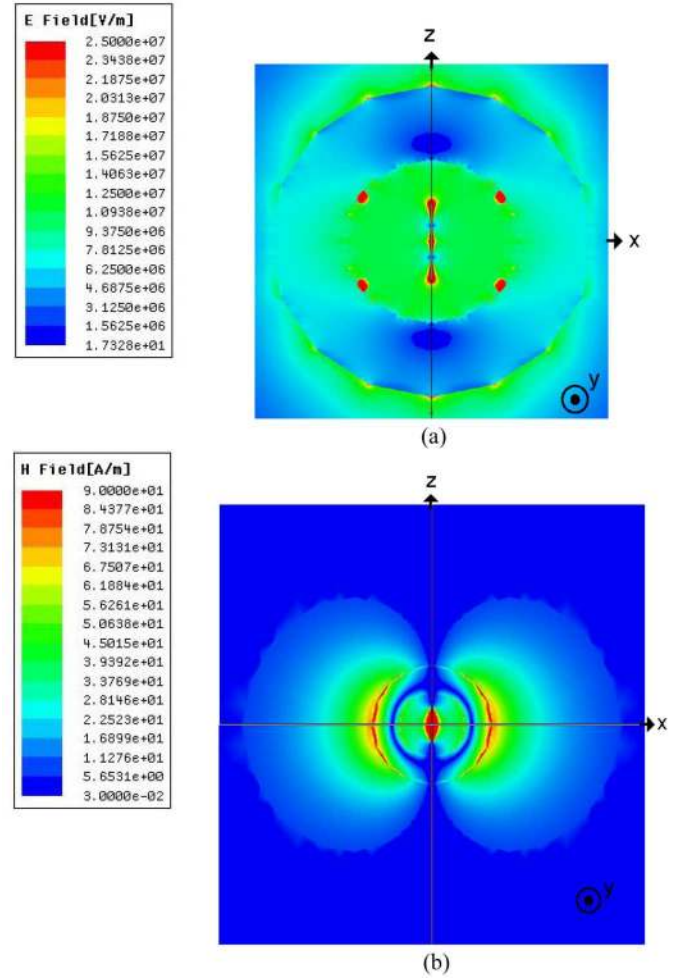 E Field[V/m]
2.5000e+07
2.3438e+07
2.1875e+07
2.0313e+07
1.8750e+07
1.7188e+07
1.5625e+07
1.4063e+07
1.2500e+07
1.0938e+07
9.3750e+06
7.8125e+06
6.2500e+06
4.6875e+06
3.1250e+06
1.5625e+06
1.7328e+01
z
x
y
(a)
H Field[A/m]
9.0000e+01
8.4377e+01
7.8754e+01
7.3131e+01
6.7507e+01
6.1884e+01
5.6261e+01
5.0638e+01
4.5015e+01
3.9392e+01
3.3769e+01
2.8146e+01
2.2523e+01
1.6899e+01
1.1276e+01
5.6531e+00
3.0000e-02
z
x
y
(b)